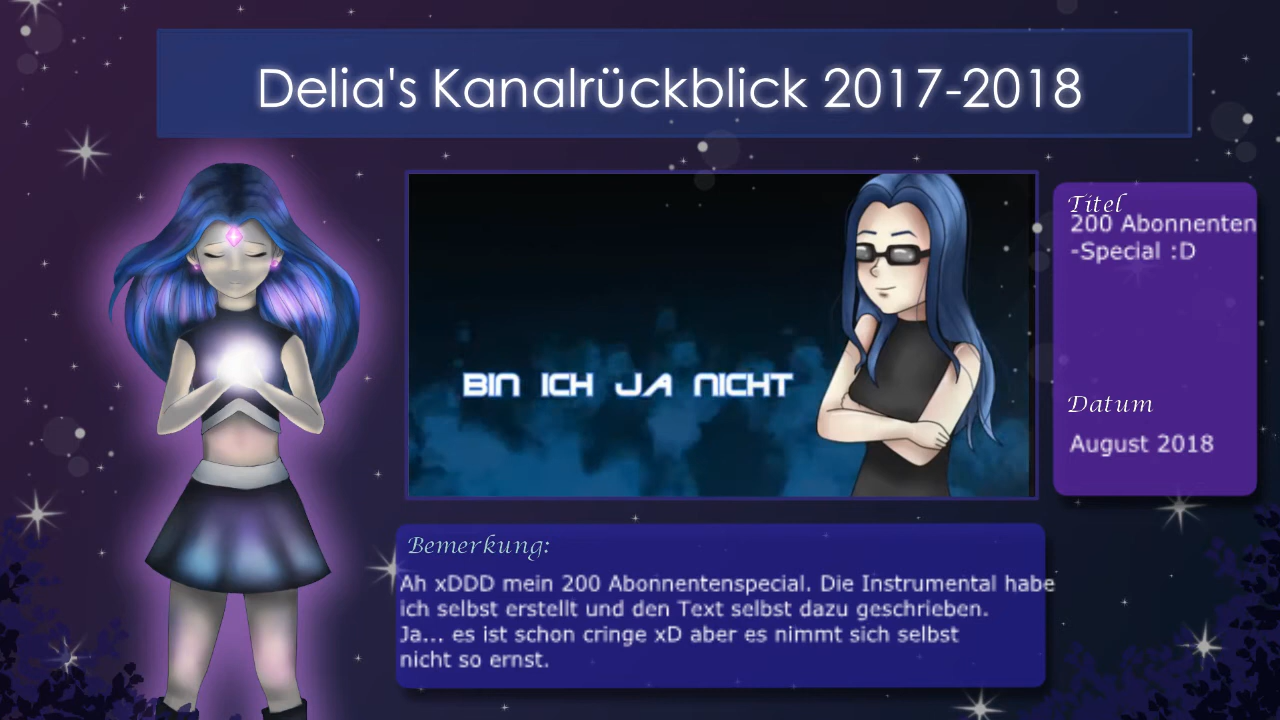 Delia's Kanalrückblick 2017-2018
Titel
200 Abonnenten
-Special :D
BIN ICH JA NICHT
Datum
August 2018
Bemerkung:
Ah xDDD mein 200 Abonnentenspecial. Die Instrumental habe
ich selbst erstellt und den Text selbst dazu geschrieben.
Ja... es ist schon cringe xD aber es nimmt sich selbst
nicht so ernst.